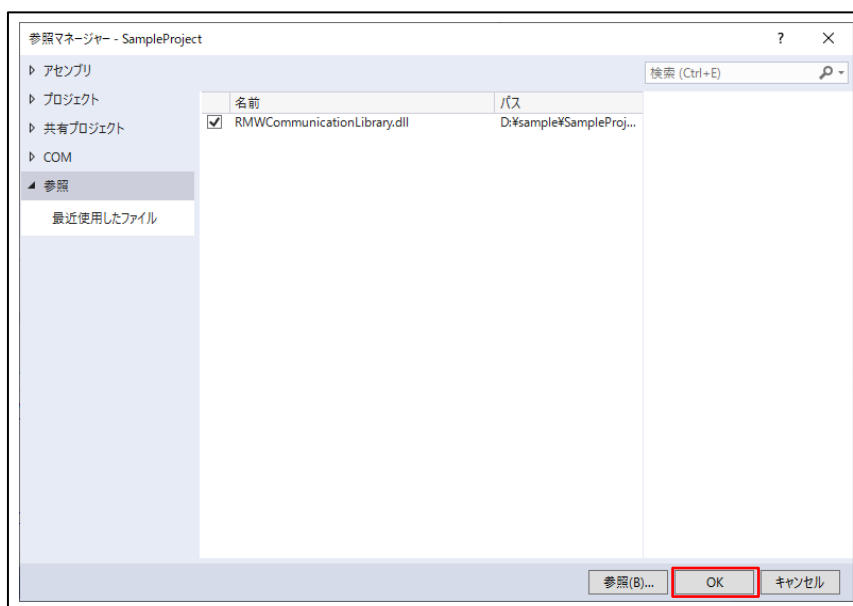 参照マネージャー - SampleProject
? ×
アセンブリ
検索 (Ctrl+E)
プロジェクト
名前 パス
共有プロジェクト
RMWCommunicationLibrary.dll D:¥sample¥SampleProj...
COM
参照
最近使用したファイル
参照(B)... OK キャンセル